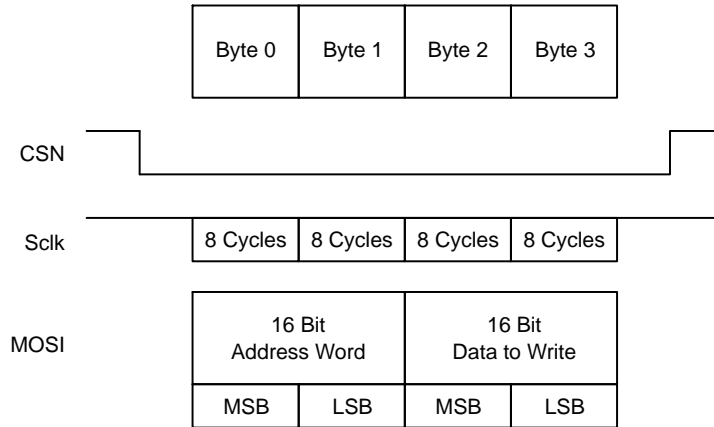 Byte 0 Byte 1 Byte 2 Byte 3
CSN
Sclk 8 Cycles 8 Cycles 8 Cycles 8 Cycles
MOSI
16 Bit
Address Word
16 Bit
Data to Write
MSB LSB MSB LSB